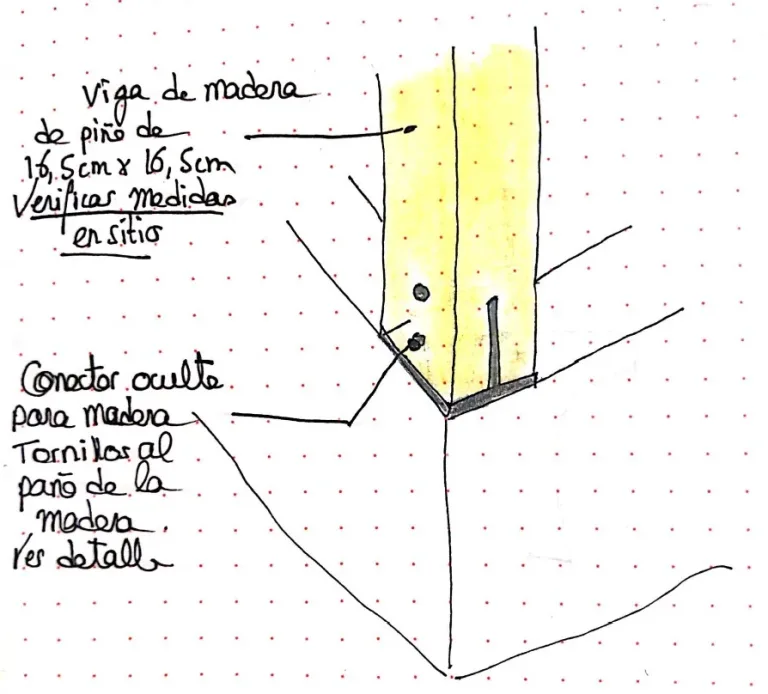 Viga de madera
de piño de
16,5cm x 16,5cm
Verificar medidas
en sitio
Conector oculto
para madera
Tornillos al
paño de la
madera.
Ver detalle